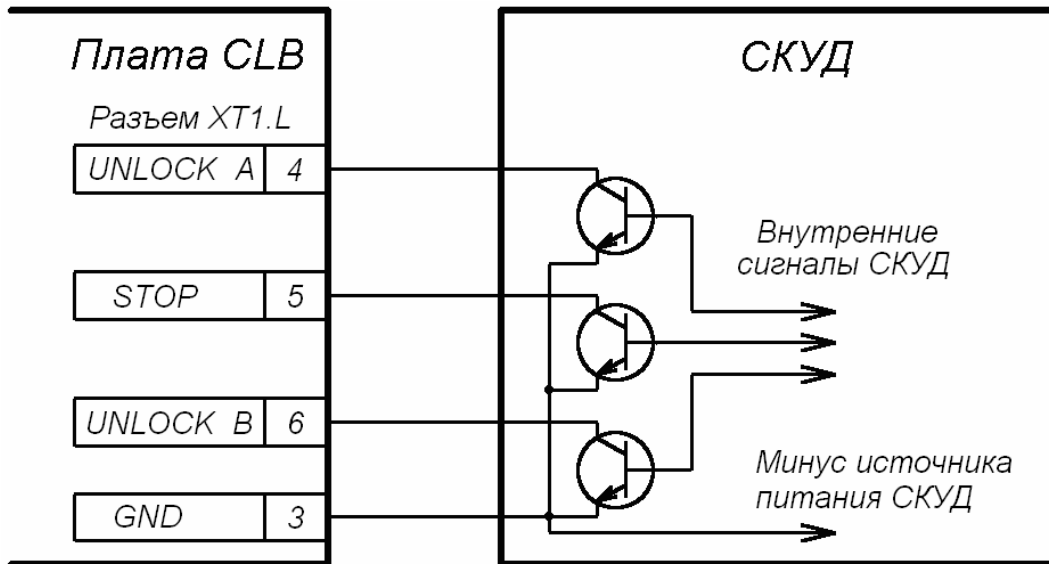 Плата CLB
СКУД
Разъем XT1.L
UNLOCK A 4
STOP 5
UNLOCK B 6
GND 3
Внутренние
сигналы СКУД
Минус источника
питания СКУД